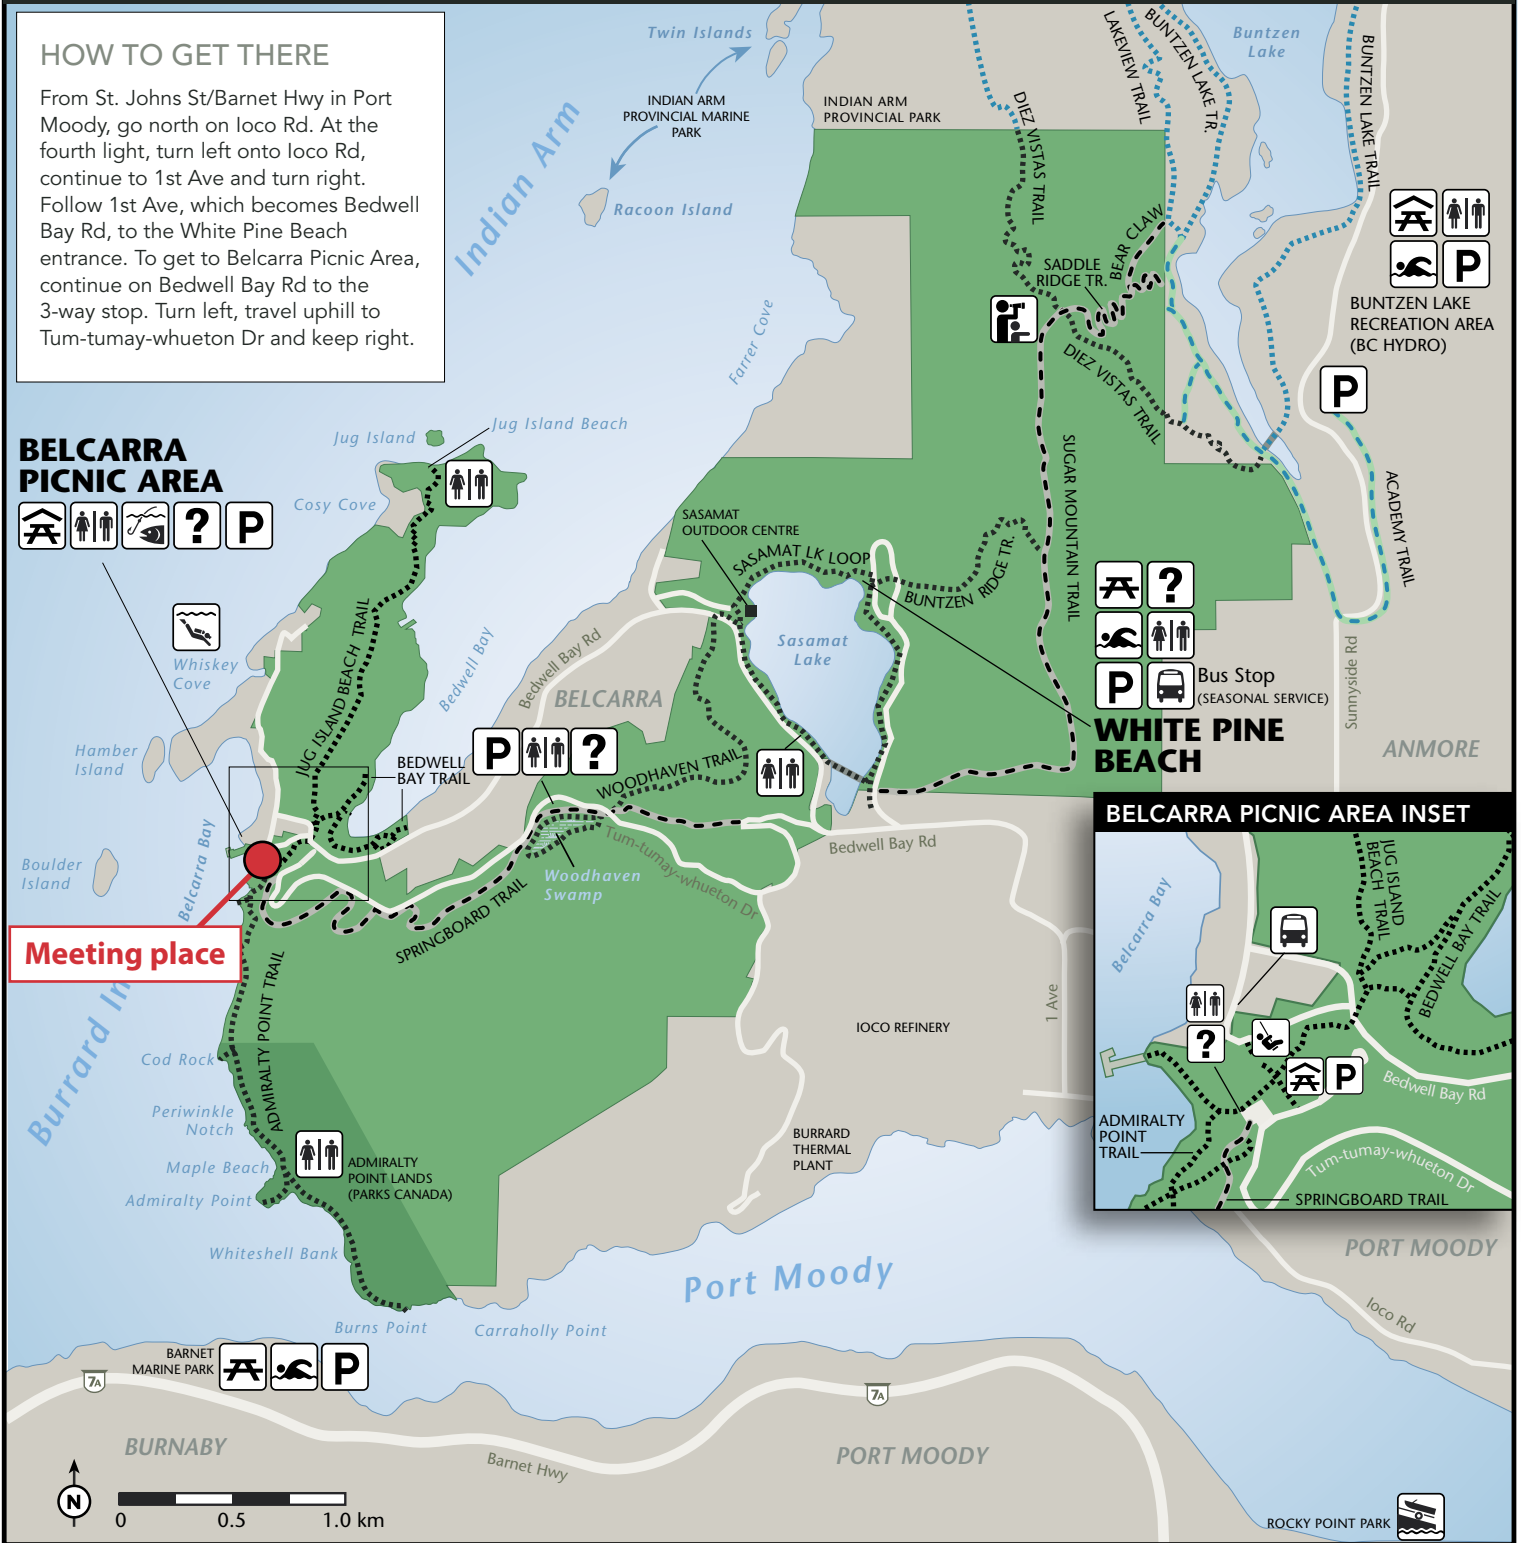 HOW TO GET THERE
From St. Johns St/Barnet Hwy in Port
Moody, go north on Ioco Rd. At the
fourth light, turn left onto Ioco Rd,
continue to 1st Ave and turn right.
Follow 1st Ave, which becomes Bedwell
Bay Rd, to the White Pine Beach
entrance. To get to Belcarra Picnic Area,
continue on Bedwell Bay Rd to the
3-way stop. Turn left, travel uphill to
Tum-tumay-whueton Dr and keep right.
Twin Islands
INDIAN ARM
PROVINCIAL MARINE
PARK
Racoon Island
Indian Arm
INDIAN ARM
PROVINCIAL PARK
DIEZ VISTAS TRAIL
LAKEVIEW TRAIL
BUNTZEN LAKE TR.
Buntzen
Lake
BUNTZEN LAKE TRAIL
P
BUNTZEN LAKE
RECREATION AREA
(BC HYDRO)
P
SADDLE
RIDGE TR.
BEAR CLAW
DIEZ VISTAS TRAIL
Farrer Cove
SUGAR MOUNTAIN TRAIL
ACADEMY TRAIL
Jug Island
Jug Island Beach
Cosy Cove
BELCARRA
PICNIC AREA
? P
SASAMAT
OUTDOOR CENTRE
SASAMAT LK LOOP
BUNTZEN RIDGE TR.
Sasamat
Lake
?
P
Bus Stop
(SEASONAL SERVICE)
WHITE PINE
BEACH
Sunnyside Rd
ANMORE
Whiskey
Cove
JUG ISLAND BEACH TRAIL
Bedwell Bay
Bedwell Bay Rd
BELCARRA
Hamber
Island
BEDWELL
BAY TRAIL
P ?
WOODHAVEN TRAIL
Boulder
Island
Belcarra Bay
Woodhaven
Swamp
Tum-tumay-whueton Dr
Bedwell Bay Rd
SPRINGBOARD TRAIL
Meeting place
Burrard In
ADMIRALTY POINT TRAIL
1 Ave
IOCO REFINERY
Cod Rock
Periwinkle
Notch
Maple Beach
Admiralty Point
ADMIRALTY
POINT LANDS
(PARKS CANADA)
Whiteshell Bank
BURRARD
THERMAL
PLANT
Burns Point
Carraholly Point
Port Moody
BELCARRA PICNIC AREA INSET
Belcarra Bay
JUG ISLAND
BEACH TRAIL
BEDWELL BAY TRAIL
?
P
Bedwell Bay Rd
ADMIRALTY
POINT
TRAIL
Tum-tumay-whueton Dr
SPRINGBOARD TRAIL
PORT MOODY
Ioco Rd
BARNET
MARINE PARK
P
7A
7A
BURNABY
Barnet Hwy
PORT MOODY
N
0 0.5 1.0 km
ROCKY POINT PARK